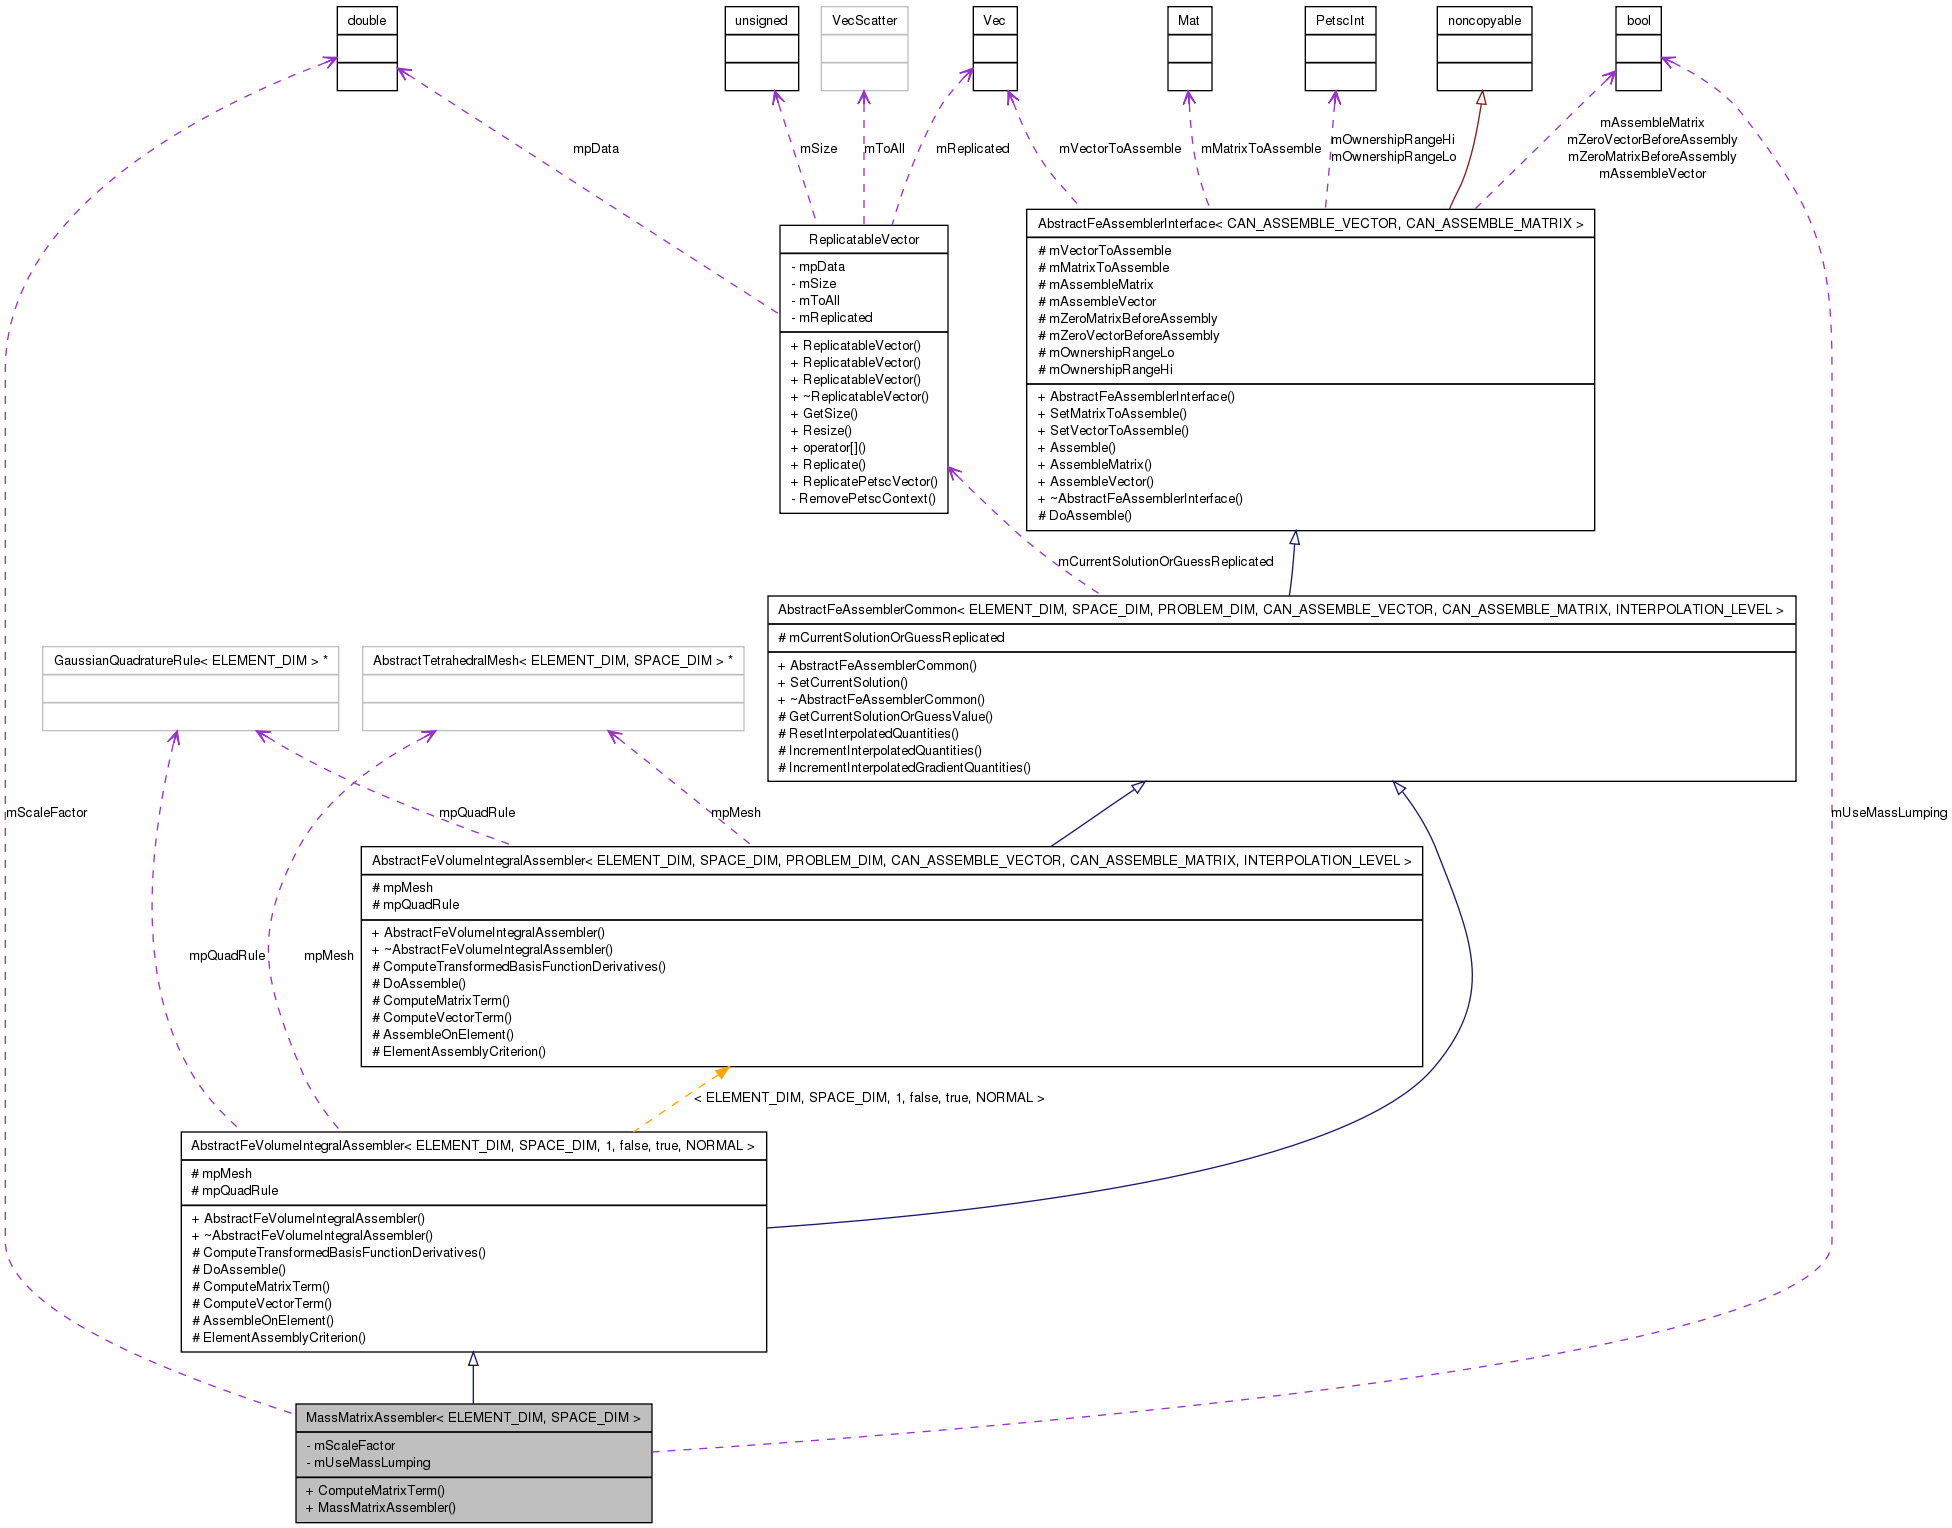 double
unsigned
VecScatter
Vec
Mat
PetscInt
noncopyable
bool
mAssembleMatrix
mZeroVectorBeforeAssembly
mZeroMatrixBeforeAssembly
mAssembleVector
mpData
mSize
mToAll
mReplicated
mVectorToAssemble
mMatrixToAssemble
mOwnershipRangeHi
mOwnershipRangeLo
ReplicatableVector
- mpData
- mSize
- mToAll
- mReplicated
+ ReplicatableVector()
+ ReplicatableVector()
+ ReplicatableVector()
+ ~ReplicatableVector()
+ GetSize()
+ Resize()
+ operator[]()
+ Replicate()
+ ReplicatePetscVector()
- RemovePetscContext()
AbstractFeAssemblerInterface< CAN_ASSEMBLE_VECTOR, CAN_ASSEMBLE_MATRIX >
# mVectorToAssemble
# mMatrixToAssemble
# mAssembleMatrix
# mAssembleVector
# mZeroMatrixBeforeAssembly
# mZeroVectorBeforeAssembly
# mOwnershipRangeLo
# mOwnershipRangeHi
+ AbstractFeAssemblerInterface()
+ SetMatrixToAssemble()
+ SetVectorToAssemble()
+ Assemble()
+ AssembleMatrix()
+ AssembleVector()
+ ~AbstractFeAssemblerInterface()
# DoAssemble()
mCurrentSolutionOrGuessReplicated
AbstractFeAssemblerCommon< ELEMENT_DIM, SPACE_DIM, PROBLEM_DIM, CAN_ASSEMBLE_VECTOR, CAN_ASSEMBLE_MATRIX, INTERPOLATION_LEVEL >
# mCurrentSolutionOrGuessReplicated
+ AbstractFeAssemblerCommon()
+ SetCurrentSolution()
+ ~AbstractFeAssemblerCommon()
# GetCurrentSolutionOrGuessValue()
# ResetInterpolatedQuantities()
# IncrementInterpolatedQuantities()
# IncrementInterpolatedGradientQuantities()
GaussianQuadratureRule< ELEMENT_DIM > *
AbstractTetrahedralMesh< ELEMENT_DIM, SPACE_DIM > *
mScaleFactor
mpQuadRule
mpMesh
mUseMassLumping
AbstractFeVolumeIntegralAssembler< ELEMENT_DIM, SPACE_DIM, PROBLEM_DIM, CAN_ASSEMBLE_VECTOR, CAN_ASSEMBLE_MATRIX, INTERPOLATION_LEVEL >
# mpMesh
# mpQuadRule
+ AbstractFeVolumeIntegralAssembler()
+ ~AbstractFeVolumeIntegralAssembler()
# ComputeTransformedBasisFunctionDerivatives()
# DoAssemble()
# ComputeMatrixTerm()
# ComputeVectorTerm()
# AssembleOnElement()
# ElementAssemblyCriterion()
mpQuadRule
mpMesh
< ELEMENT_DIM, SPACE_DIM, 1, false, true, NORMAL >
AbstractFeVolumeIntegralAssembler< ELEMENT_DIM, SPACE_DIM, 1, false, true, NORMAL >
# mpMesh
# mpQuadRule
+ AbstractFeVolumeIntegralAssembler()
+ ~AbstractFeVolumeIntegralAssembler()
# ComputeTransformedBasisFunctionDerivatives()
# DoAssemble()
# ComputeMatrixTerm()
# ComputeVectorTerm()
# AssembleOnElement()
# ElementAssemblyCriterion()
MassMatrixAssembler< ELEMENT_DIM, SPACE_DIM >
- mScaleFactor
- mUseMassLumping
+ ComputeMatrixTerm()
+ MassMatrixAssembler()